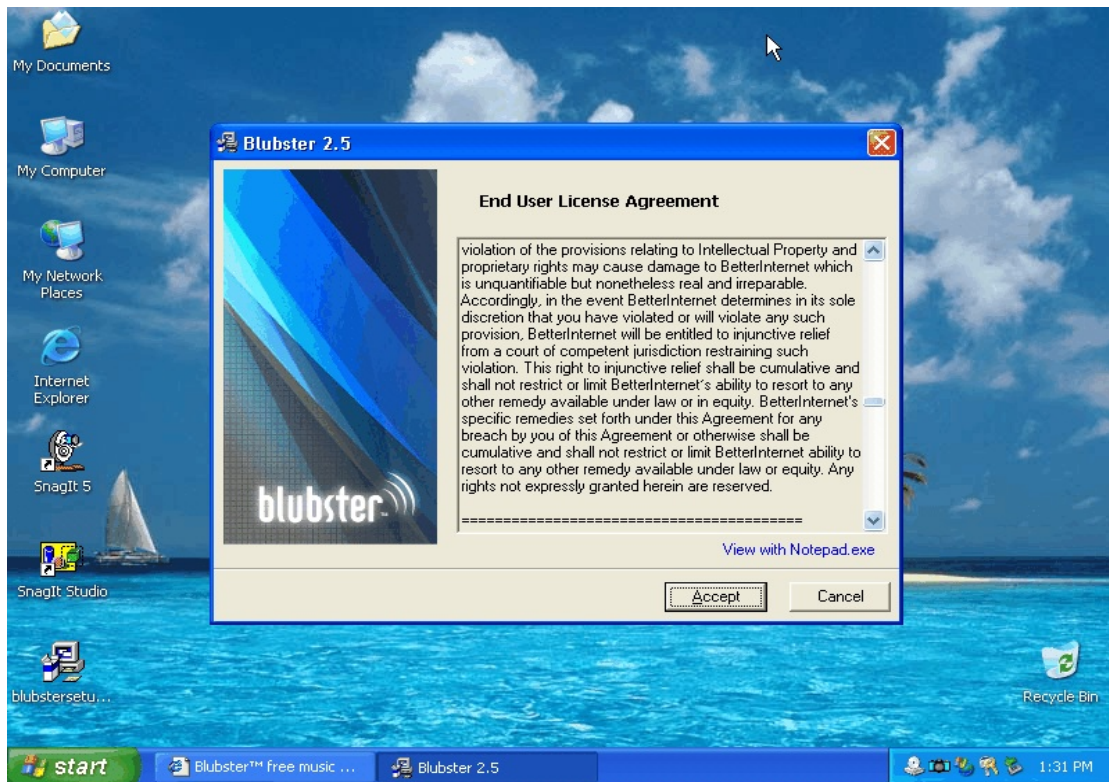 My Documents
My Computer
My Network
Places
Internet
Explorer
SnagIt 5
SnagIt Studio
blubstersetu...
Blubster 2.5
End User License Agreement
violation of the provisions relating to Intellectual Property and
proprietary rights may cause damage to BetterInternet which
is unquantifiable but nonetheless real and irreparable.
Accordingly, in the event BetterInternet determines in its sole
discretion that you have violated or will violate any such
provision, BetterInternet will be entitled to injunctive relief
from a court of competent jurisdiction restraining such
violation. This right to injunctive relief shall be cumulative and
shall not restrict or limit BetterInternet´s ability to resort to any
other remedy available under law or in equity. BetterInternet's
specific remedies set forth under this Agreement for any
breach by you of this Agreement or otherwise shall be
cumulative and shall not restrict or limit BetterInternet ability to
resort to any other remedy available under law or equity. Any
rights not expressly granted herein are reserved.
=========================================
blubster
View with Notepad.exe
Accept
Cancel
Recycle Bin
start
Blubster™ free music ...
Blubster 2.5
1:31 PM